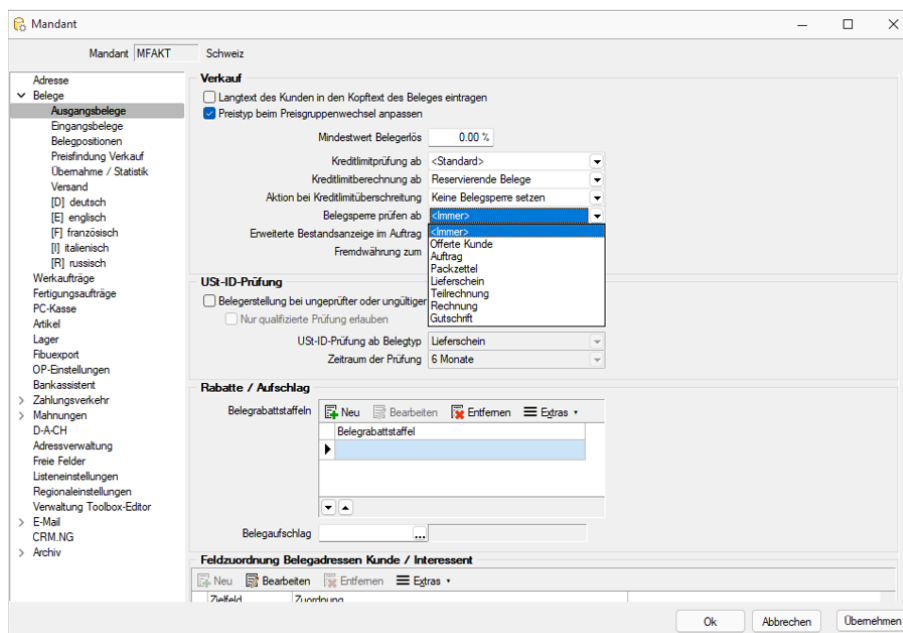 Mandant
Mandant MFAKT Schweiz
Adresse
Belege
Ausgangsbelege
Eingangsbelege
Belegpositionen
Preisfindung Verkauf
Übernahme / Statistik
Versand
[D] deutsch
[E] englisch
[F] französisch
[I] italienisch
[R] russisch
Werkaufträge
Fertigungsaufträge
PC-Kasse
Artikel
Lager
Fibuexport
OP-Einstellungen
Bankassistent
Zahlungsverkehr
Mahnungen
D-A-CH
Adressverwaltung
Freie Felder
Listeneinstellungen
Regionaleinstellungen
Verwaltung Toolbox-Editor
E-Mail
CRM.NG
Archiv
Verkauf
Langtext des Kunden in den Kopftext des Beleges eintragen
Preistyp beim Preisgruppenwechsel anpassen
Mindestwert Belegerlös 0.00 %
Kreditlimitprüfung ab <Standard>
Kreditlimitberechnung ab Reservierende Belege
Aktion bei Kreditlimitüberschreitung Keine Belegsperre setzen
Belegsperre prüfen ab <Immer>
Erweiterte Bestandsanzeige im Auftrag
Fremdwährung zum
<Immer>
Offerte Kunde
Auftrag
Packzettel
Lieferschein
Teilrechnung
Rechnung
Gutschrift
USt-ID-Prüfung
Belegerstellung bei ungeprüfter oder ungültiger
Nur qualifizierte Prüfung erlauben
USt-ID-Prüfung ab Belegtyp Lieferschein
Zeitraum der Prüfung 6 Monate
Rabatte / Aufschlag
Belegrabattstaffeln Neu Bearbeiten Entfernen Extras
Belegrabattstaffel
Belegaufschlag ...
Feldzuordnung Belegadressen Kunde / Interessent
Neu Bearbeiten Entfernen Extras
Zielfeld Zuordnung
Ok Abbrechen Übernehmen